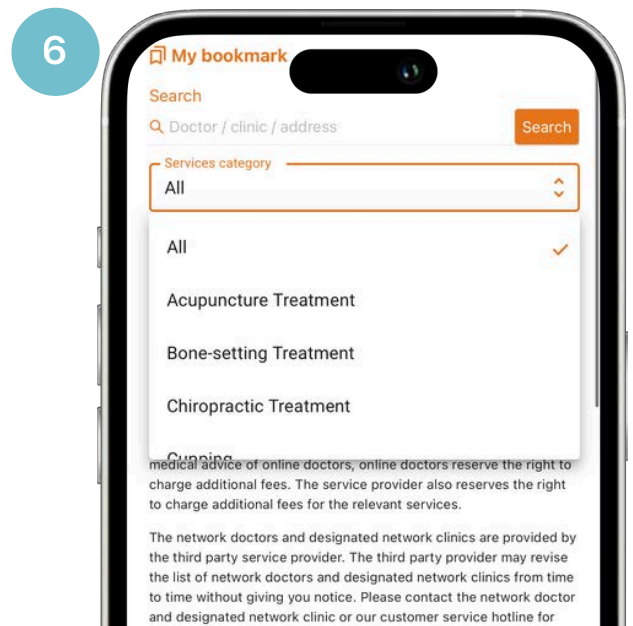 6
My bookmark
Search
Doctor / clinic / address
Search
Services category
All
All
Acupuncture Treatment
Bone-setting Treatment
Chiropractic Treatment
Cupping
medical advice of online doctors, online doctors reserve the right to
charge additional fees. The service provider also reserves the right
to charge additional fees for the relevant services.
The network doctors and designated network clinics are provided by
the third party service provider. The third party provider may revise
the list of network doctors and designated network clinics from time
to time without giving you notice. Please contact the network doctor
and designated network clinic or our customer service hotline for